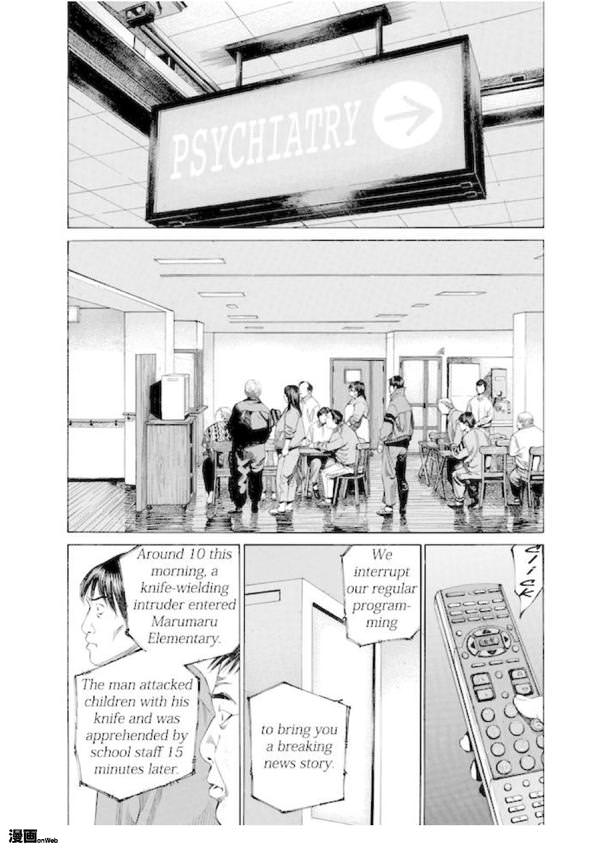 PSYCHIATRY
CLICK
We
interrupt
our regular
program-
ming
to bring you
a breaking
news story.
Around 10 this
morning, a
knife-wielding
intruder entered
Marumaru
Elementary.
The man attacked
children with his
knife and was
apprehended by
school staff 15
minutes later.
漫画onWeb